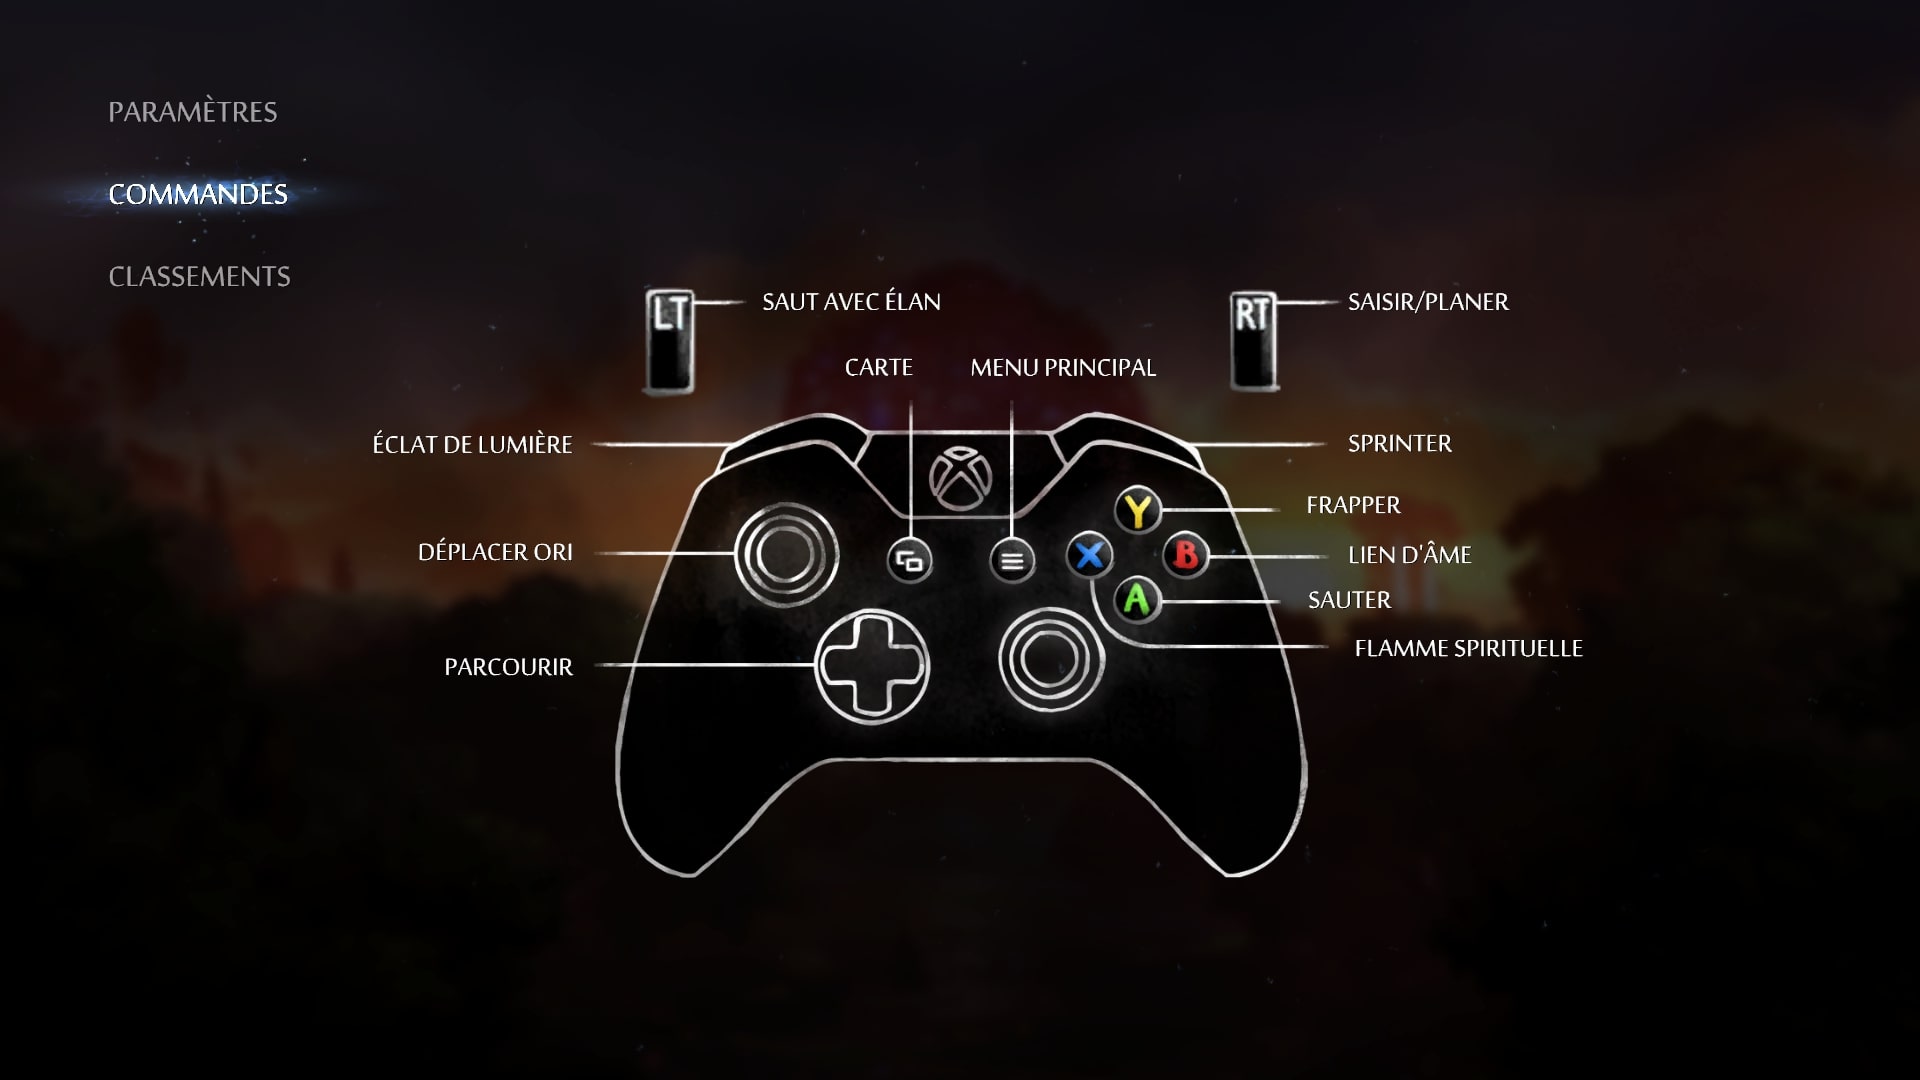 PARAMÈTRES
COMMANDES
CLASSEMENTS
LT
SAUT AVEC ÉLAN
RT
SAISIR/PLANER
CARTE
MENU PRINCIPAL
ÉCLAT DE LUMIÈRE
SPRINTER
Y
FRAPPER
DÉPLACER ORI
X
B
LIEN D'ÂME
A
SAUTER
FLAMME SPIRITUELLE
PARCOURIR